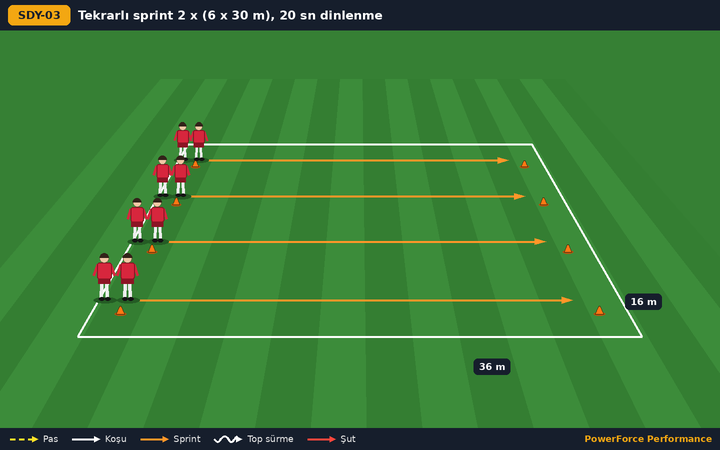 SDY-03 Tekrarlı sprint 2 x (6 x 30 m), 20 sn dinlenme
16 m
36 m
Pas Koşu Sprint Top sürme Şut PowerForce Performance